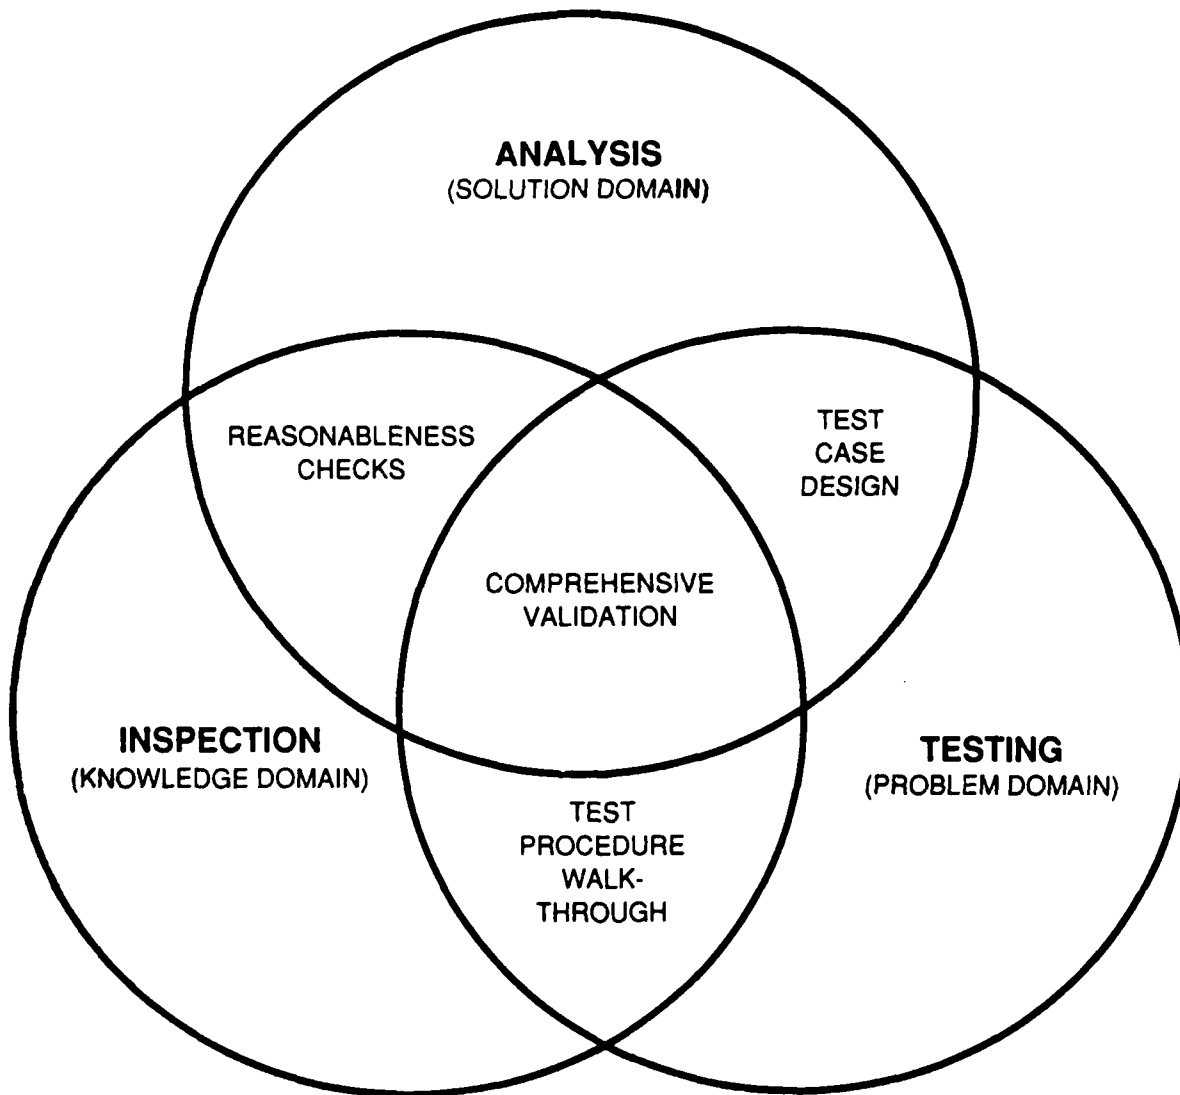 ANALYSIS
(SOLUTION DOMAIN)
REASONABLENESS
CHECKS
TEST
CASE
DESIGN
COMPREHENSIVE
VALIDATION
INSPECTION
(KNOWLEDGE DOMAIN)
TESTING
(PROBLEM DOMAIN)
TEST
PROCEDURE
WALK-
THROUGH